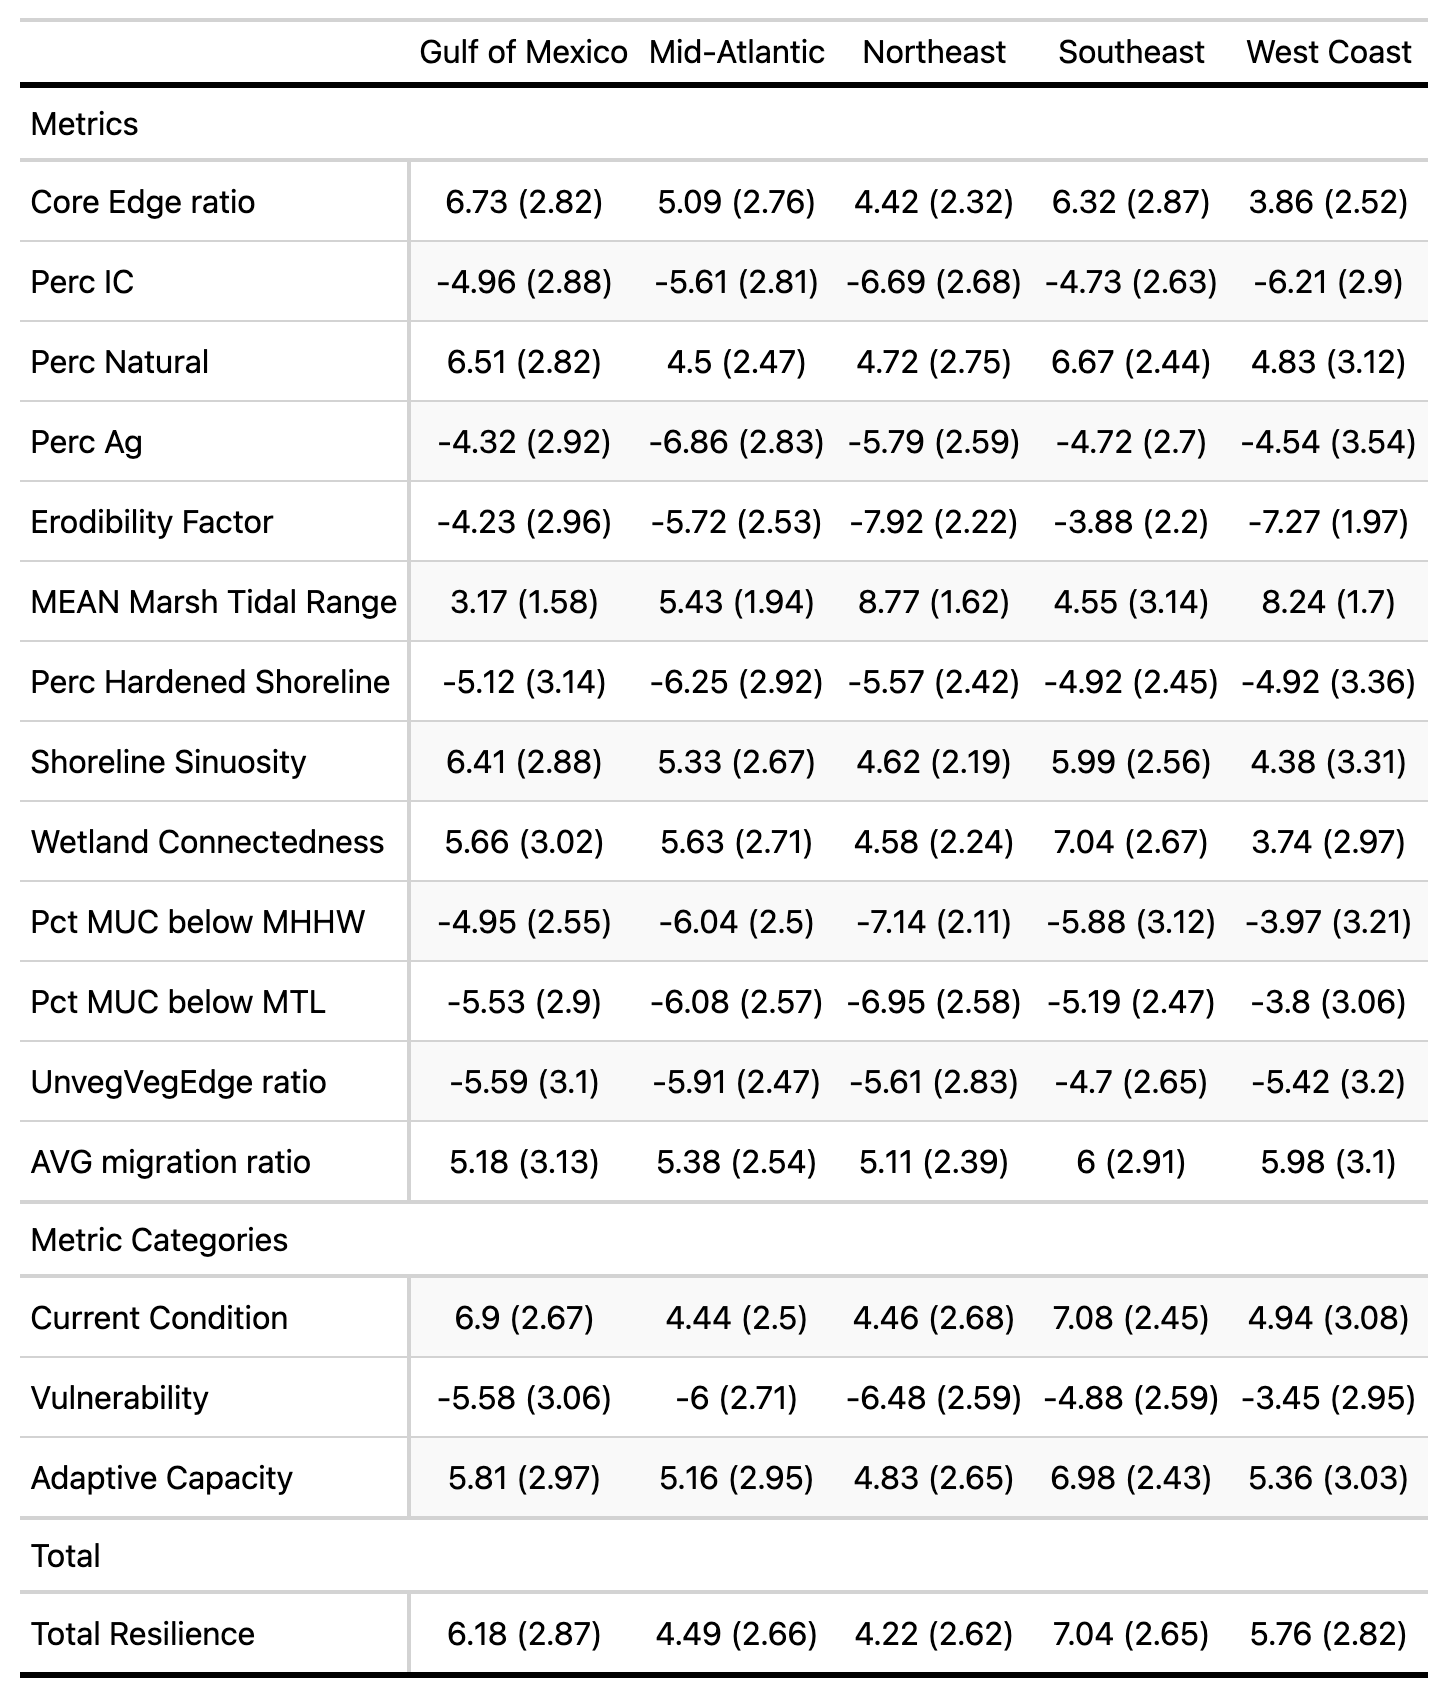 Gulf of Mexico Mid-Atlantic Northeast Southeast West Coast
Metrics
Core Edge ratio 6.73 (2.82) 5.09 (2.76) 4.42 (2.32) 6.32 (2.87) 3.86 (2.52)
Perc IC -4.96 (2.88) -5.61 (2.81) -6.69 (2.68) -4.73 (2.63) -6.21 (2.9)
Perc Natural 6.51 (2.82) 4.5 (2.47) 4.72 (2.75) 6.67 (2.44) 4.83 (3.12)
Perc Ag -4.32 (2.92) -6.86 (2.83) -5.79 (2.59) -4.72 (2.7) -4.54 (3.54)
Erodibility Factor -4.23 (2.96) -5.72 (2.53) -7.92 (2.22) -3.88 (2.2) -7.27 (1.97)
MEAN Marsh Tidal Range 3.17 (1.58) 5.43 (1.94) 8.77 (1.62) 4.55 (3.14) 8.24 (1.7)
Perc Hardened Shoreline -5.12 (3.14) -6.25 (2.92) -5.57 (2.42) -4.92 (2.45) -4.92 (3.36)
Shoreline Sinuosity 6.41 (2.88) 5.33 (2.67) 4.62 (2.19) 5.99 (2.56) 4.38 (3.31)
Wetland Connectedness 5.66 (3.02) 5.63 (2.71) 4.58 (2.24) 7.04 (2.67) 3.74 (2.97)
Pct MUC below MHHW -4.95 (2.55) -6.04 (2.5) -7.14 (2.11) -5.88 (3.12) -3.97 (3.21)
Pct MUC below MTL -5.53 (2.9) -6.08 (2.57) -6.95 (2.58) -5.19 (2.47) -3.8 (3.06)
UnvegVegEdge ratio -5.59 (3.1) -5.91 (2.47) -5.61 (2.83) -4.7 (2.65) -5.42 (3.2)
AVG migration ratio 5.18 (3.13) 5.38 (2.54) 5.11 (2.39) 6 (2.91) 5.98 (3.1)
Metric Categories
Current Condition 6.9 (2.67) 4.44 (2.5) 4.46 (2.68) 7.08 (2.45) 4.94 (3.08)
Vulnerability -5.58 (3.06) -6 (2.71) -6.48 (2.59) -4.88 (2.59) -3.45 (2.95)
Adaptive Capacity 5.81 (2.97) 5.16 (2.95) 4.83 (2.65) 6.98 (2.43) 5.36 (3.03)
Total
Total Resilience 6.18 (2.87) 4.49 (2.66) 4.22 (2.62) 7.04 (2.65) 5.76 (2.82)